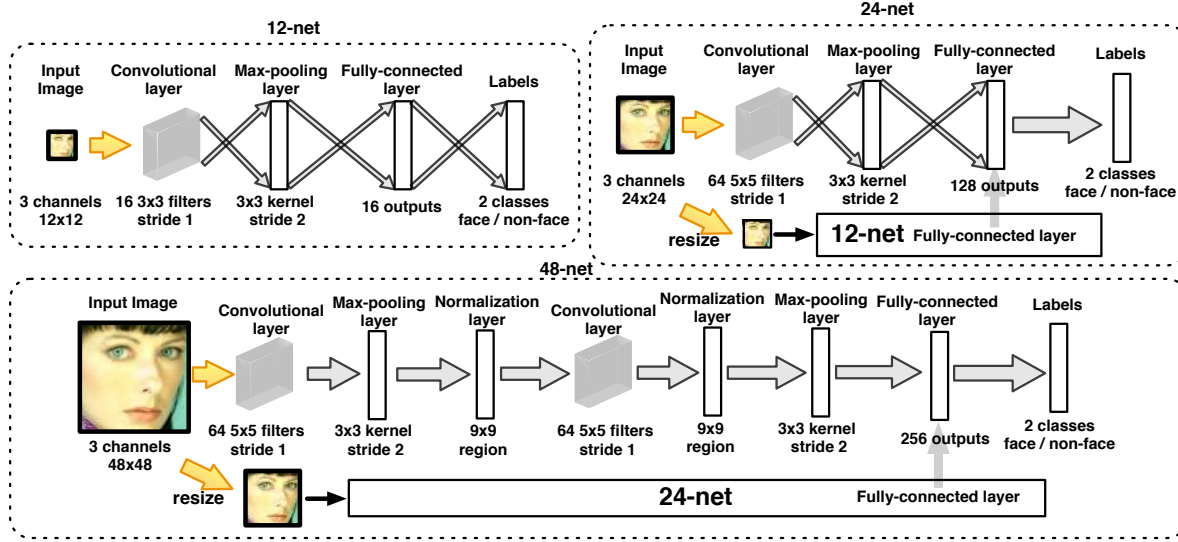 12-net
Input
Image
Convolutional
layer
Max-pooling
layer
Fully-connected
layer
Labels
3 channels
12x12
16 3x3 filters
stride 1
3x3 kernel
stride 2
16 outputs
2 classes
face / non-face
24-net
Input
Image
Convolutional
layer
Max-pooling
layer
Fully-connected
layer
Labels
3 channels
24x24
64 5x5 filters
stride 1
3x3 kernel
stride 2
128 outputs
2 classes
face / non-face
resize
12-net Fully-connected layer
48-net
Input Image
Convolutional
layer
Max-pooling
layer
Normalization
layer
Convolutional
layer
Normalization
layer
Max-pooling
layer
Fully-connected
layer
Labels
3 channels
48x48
64 5x5 filters
stride 1
3x3 kernel
stride 2
9x9
region
64 5x5 filters
stride 1
9x9
region
3x3 kernel
stride 2
256 outputs
2 classes
face / non-face
resize
24-net Fully-connected layer